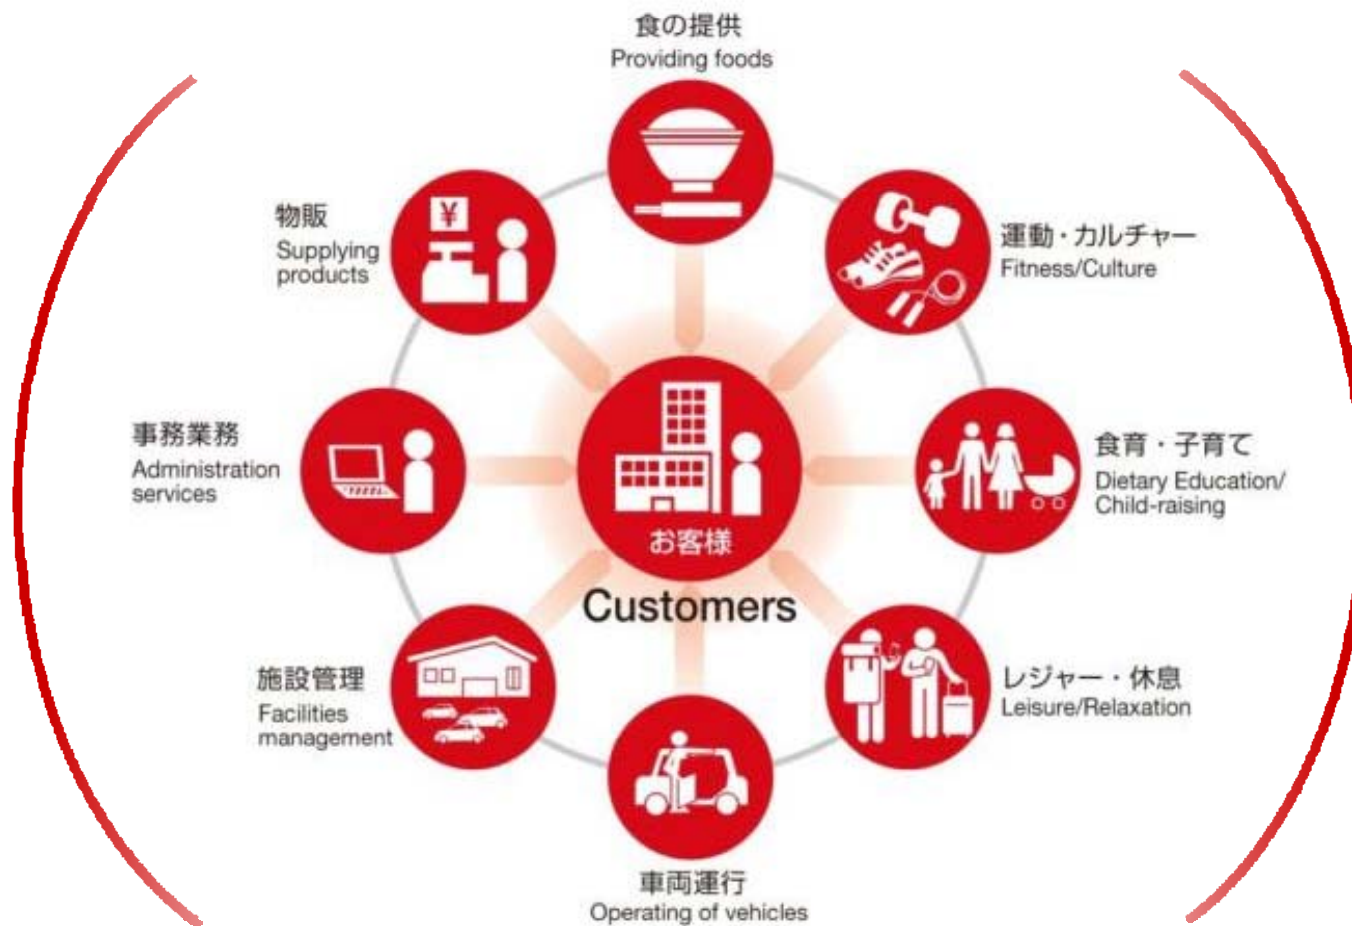 食の提供
Providing foods
運動・カルチャー
Fitness/Culture
食育・子育て
Dietary Education/
Child-raising
レジャー・休息
Leisure/Relaxation
車両運行
Operating of vehicles
施設管理
Facilities
management
事務業務
Administration
services
物販
Supplying
products
¥
お客様
Customers